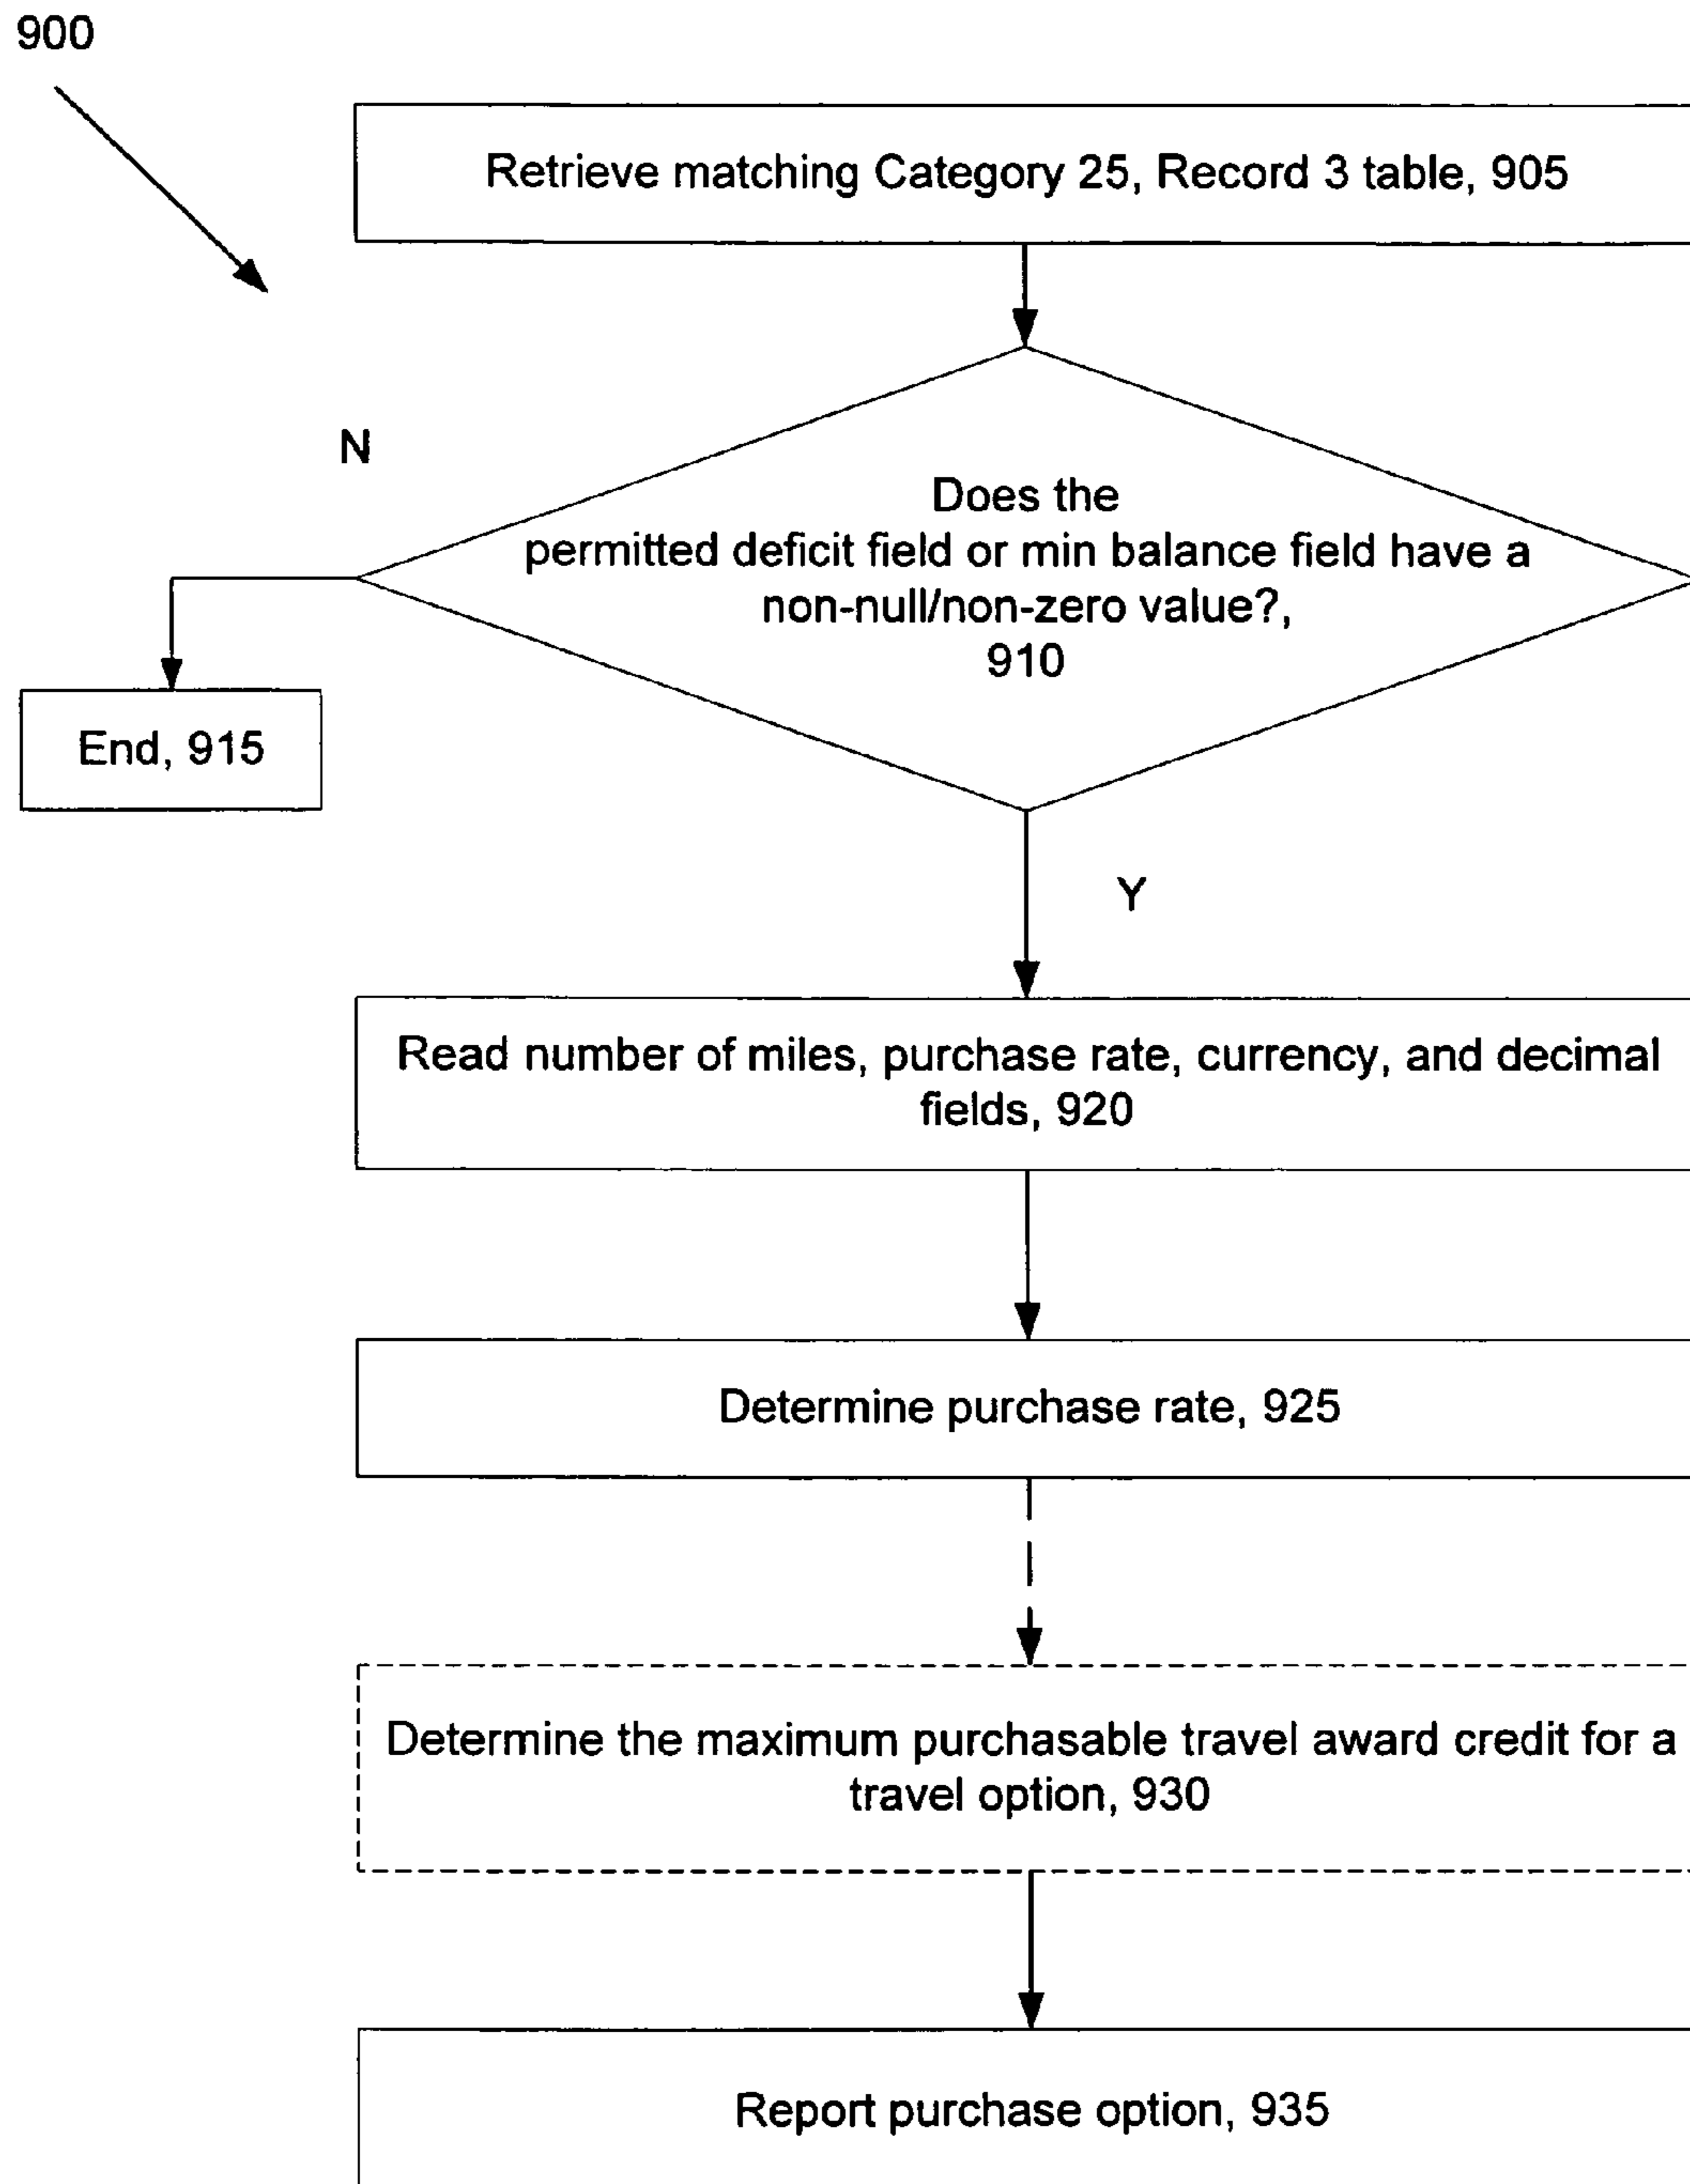 900
Retrieve matching Category 25, Record 3 table, 905
N
Does the
permitted deficit field or min balance field have a
non-null/non-zero value?,
910
End, 915
Y
Read number of miles, purchase rate, currency, and decimal
fields, 920
Determine purchase rate, 925
Determine the maximum purchasable travel award credit for a
travel option, 930
Report purchase option, 935